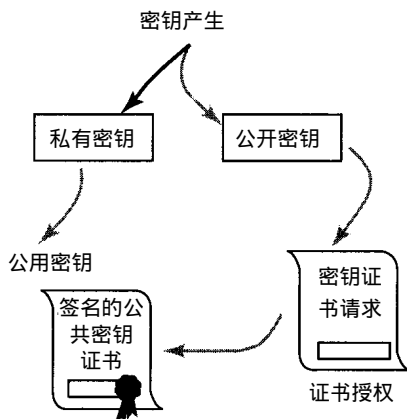 密钥产生
私有密钥
公开密钥
公用密钥
密钥证
书请求
签名的公
共密钥
证书
证书授权